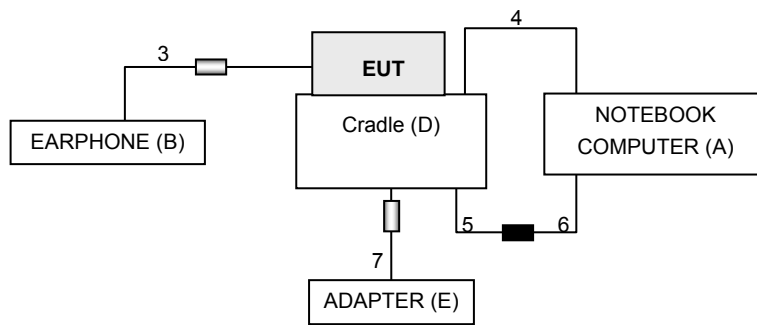 3
4
EUT
Cradle (D)
NOTEBOOK
COMPUTER (A)
EARPHONE (B)
5
6
7
ADAPTER (E)